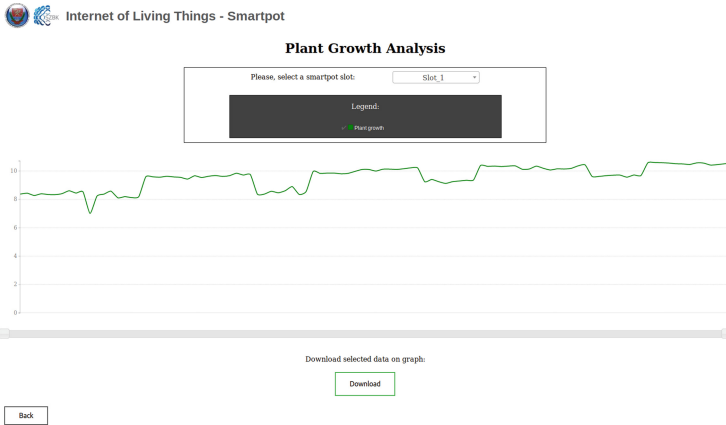 SZBK
Internet of Living Things - Smartpot
Plant Growth Analysis
Please, select a smartpot slot:
Slot_1
Legend:
Plant growth
10
8
6
4
2
0
Download selected data on graph:
Download
Back